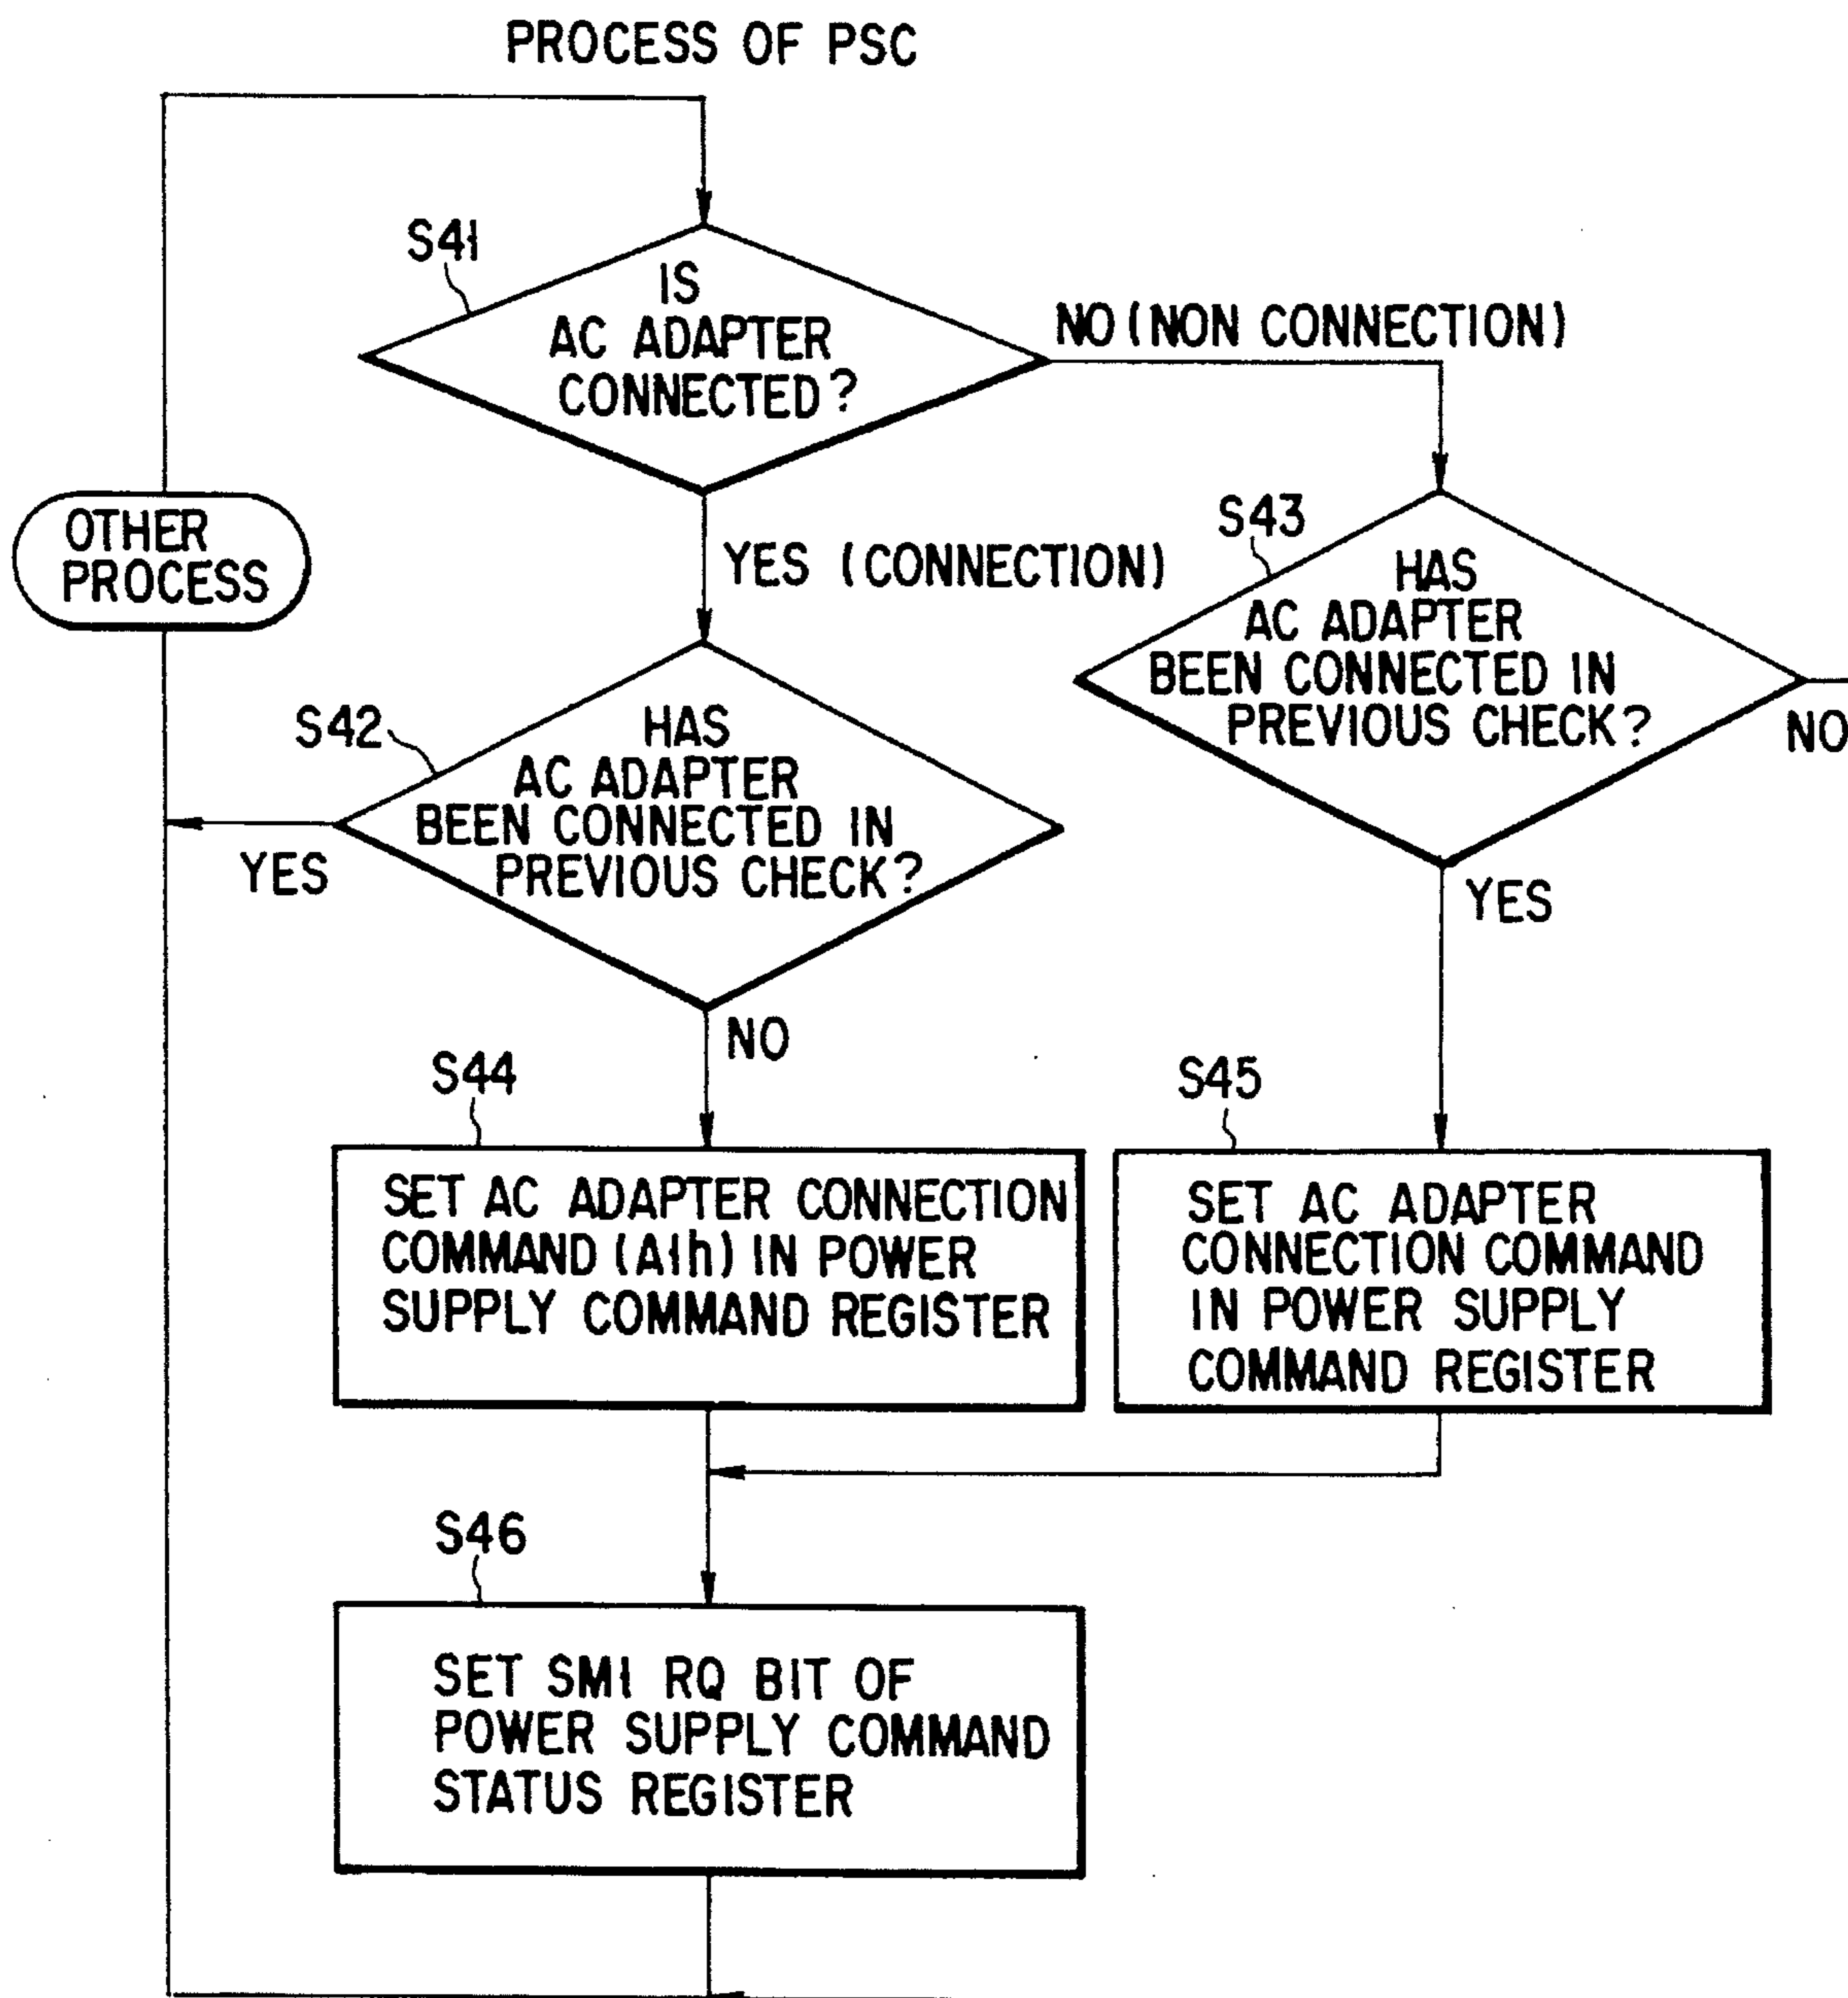 PROCESS OF PSC
S41
IS
AC ADAPTER
CONNECTED?
NO (NON CONNECTION)
OTHER
PROCESS
YES (CONNECTION)
S43
HAS
AC ADAPTER
BEEN CONNECTED IN
PREVIOUS CHECK?
NO
S42
HAS
AC ADAPTER
BEEN CONNECTED IN
PREVIOUS CHECK?
YES
YES
NO
S44
SET AC ADAPTER CONNECTION
COMMAND (A1h) IN POWER
SUPPLY COMMAND REGISTER
S45
SET AC ADAPTER
CONNECTION COMMAND
IN POWER SUPPLY
COMMAND REGISTER
S46
SET SMI RQ BIT OF
POWER SUPPLY COMMAND
STATUS REGISTER